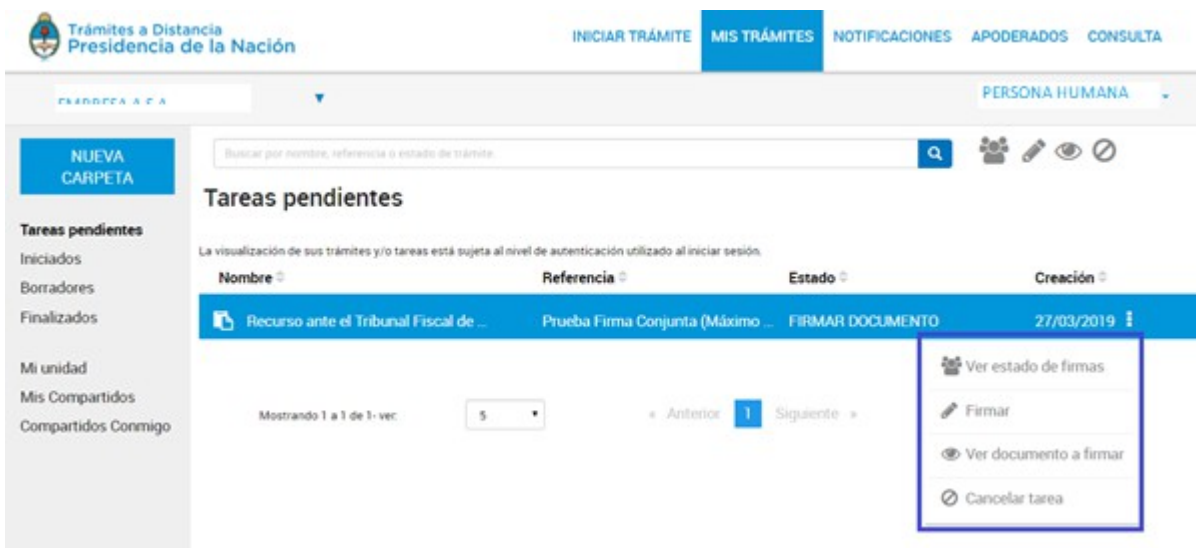 Trámites a Distancia
Presidencia de la Nación
INICIAR TRÁMITE MIS TRÁMITES NOTIFICACIONES APODERADOS CONSULTA
EMPRESA A S.A.
PERSONA HUMANA
NUEVA
CARPETA
Buscar por nombre, referencia o estado de trámite.
Tareas pendientes
Tareas pendientes
Iniciados
Borradores
Finalizados
Mi unidad
Mis Compartidos
Compartidos Conmigo
La visualización de sus trámites y/o tareas está sujeta al nivel de autenticación utilizado al iniciar sesión.
Nombre Referencia Estado Creación
Recurso ante el Tribunal Fiscal de ... Prueba Firma Conjunta (Máximo ... FIRMAR DOCUMENTO 27/03/2019
Ver estado de firmas
Firmar
Ver documento a firmar
Cancelar tarea
Mostrando 1 a 1 de 1- ver: 5 « Anterior 1 Siguiente »